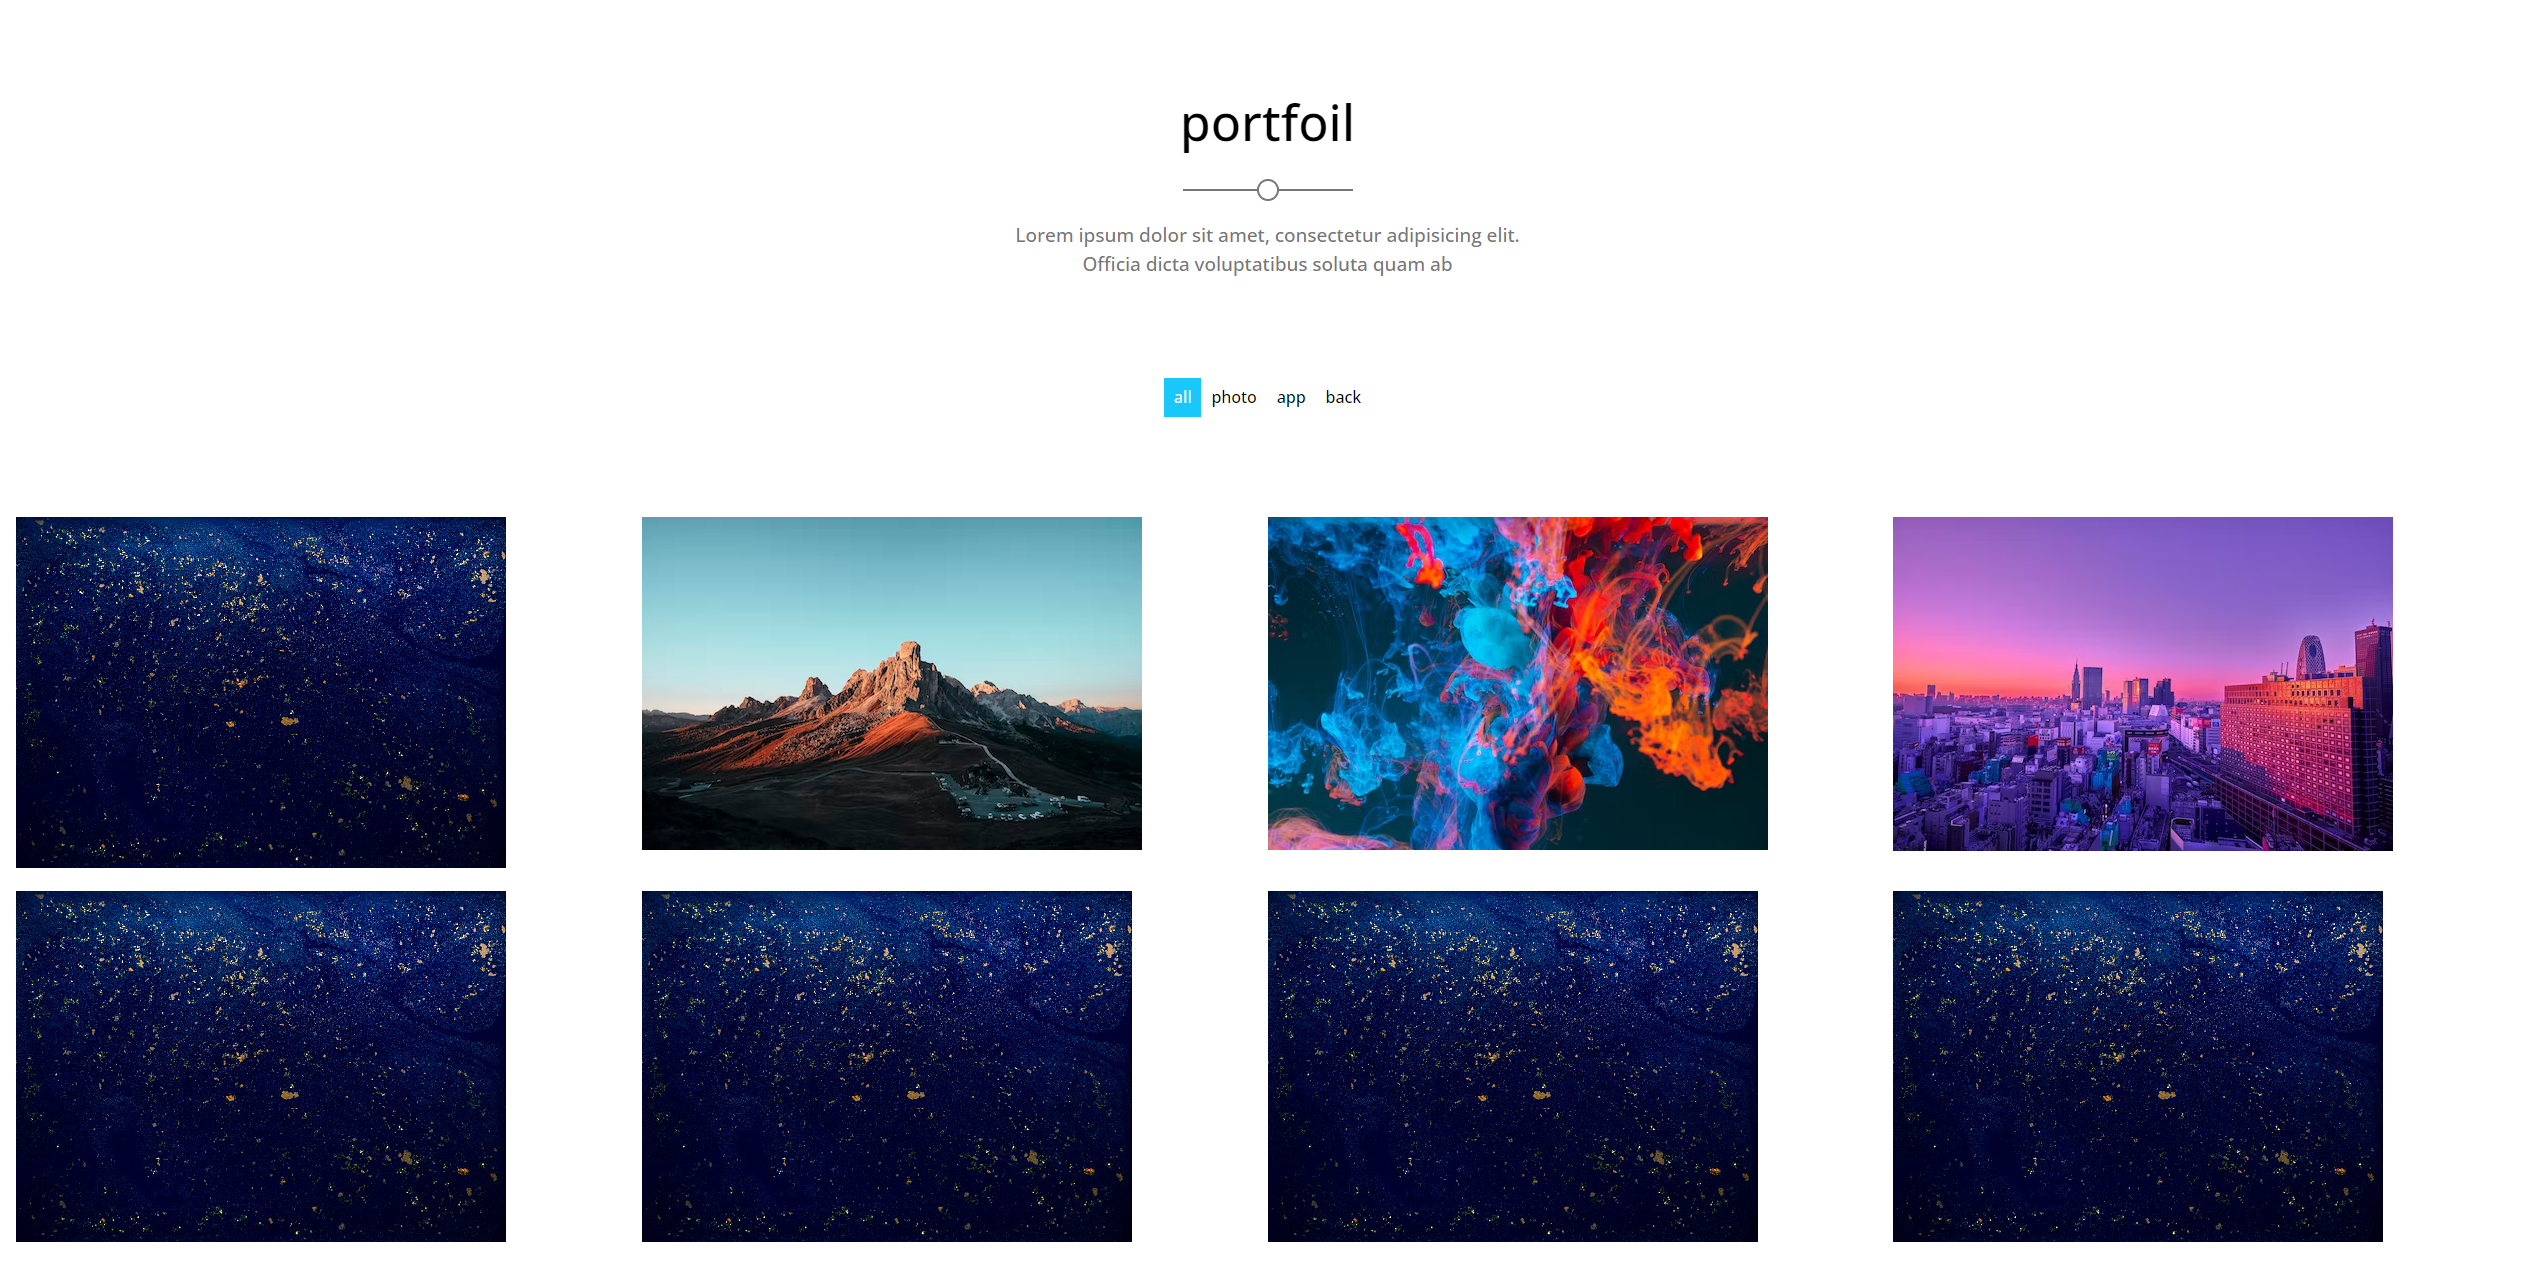 portfoil
Lorem ipsum dolor sit amet, consectetur adipisicing elit.
Officia dicta voluptatibus soluta quam ab
all photo app back